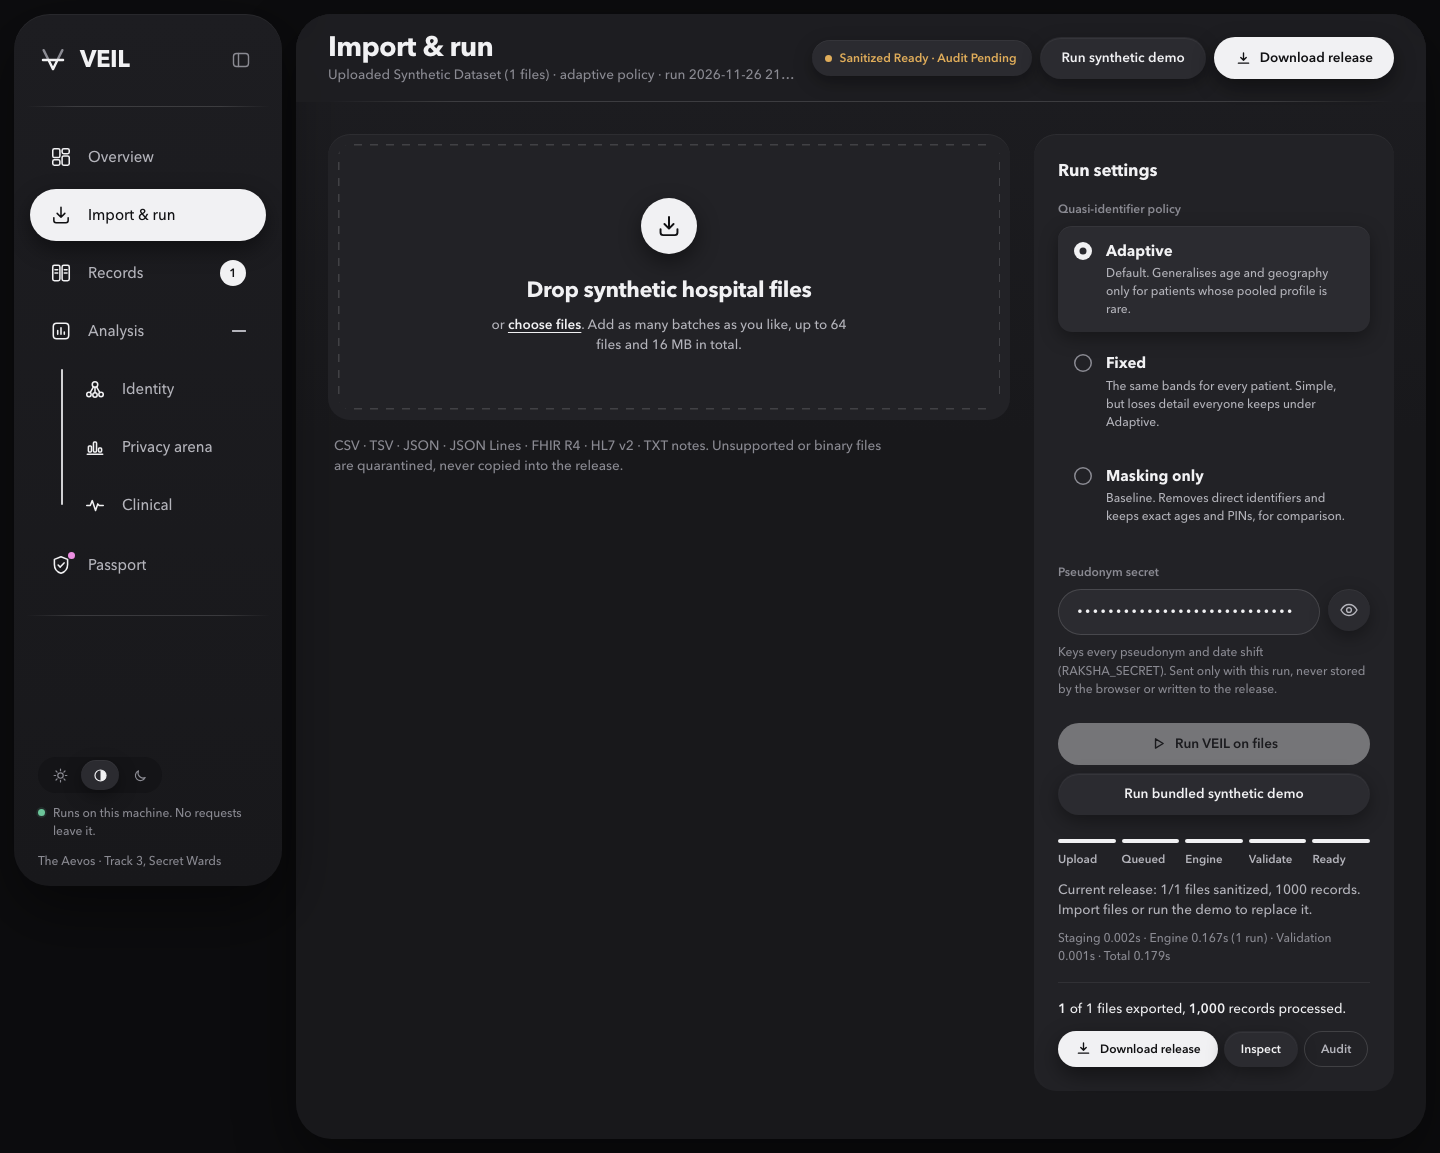 VEIL
Overview
Import & run
Records
1
Analysis
Identity
Privacy arena
Clinical
Passport
Runs on this machine. No requests
leave it.
The Aevos · Track 3, Secret Wards
Import & run
Uploaded Synthetic Dataset (1 files) · adaptive policy · run 2026-11-26 21...
Sanitized Ready · Audit Pending
Run synthetic demo
Download release
Drop synthetic hospital files
or choose files. Add as many batches as you like, up to 64
files and 16 MB in total.
CSV · TSV · JSON · JSON Lines · FHIR R4 · HL7 v2 · TXT notes. Unsupported or binary files
are quarantined, never copied into the release.
Run settings
Quasi-identifier policy
Adaptive
Default. Generalises age and geography
only for patients whose pooled profile is
rare.
Fixed
The same bands for every patient. Simple,
but loses detail everyone keeps under
Adaptive.
Masking only
Baseline. Removes direct identifiers and
keeps exact ages and PINs, for comparison.
Pseudonym secret
Keys every pseudonym and date shift
(RAKSHA_SECRET). Sent only with this run, never stored
by the browser or written to the release.
Run VEIL on files
Run bundled synthetic demo
Upload Queued Engine Validate Ready
Current release: 1/1 files sanitized, 1000 records.
Import files or run the demo to replace it.
Staging 0.002s · Engine 0.167s (1 run) · Validation
0.001s · Total 0.179s
1 of 1 files exported, 1,000 records processed.
Download release
Inspect
Audit